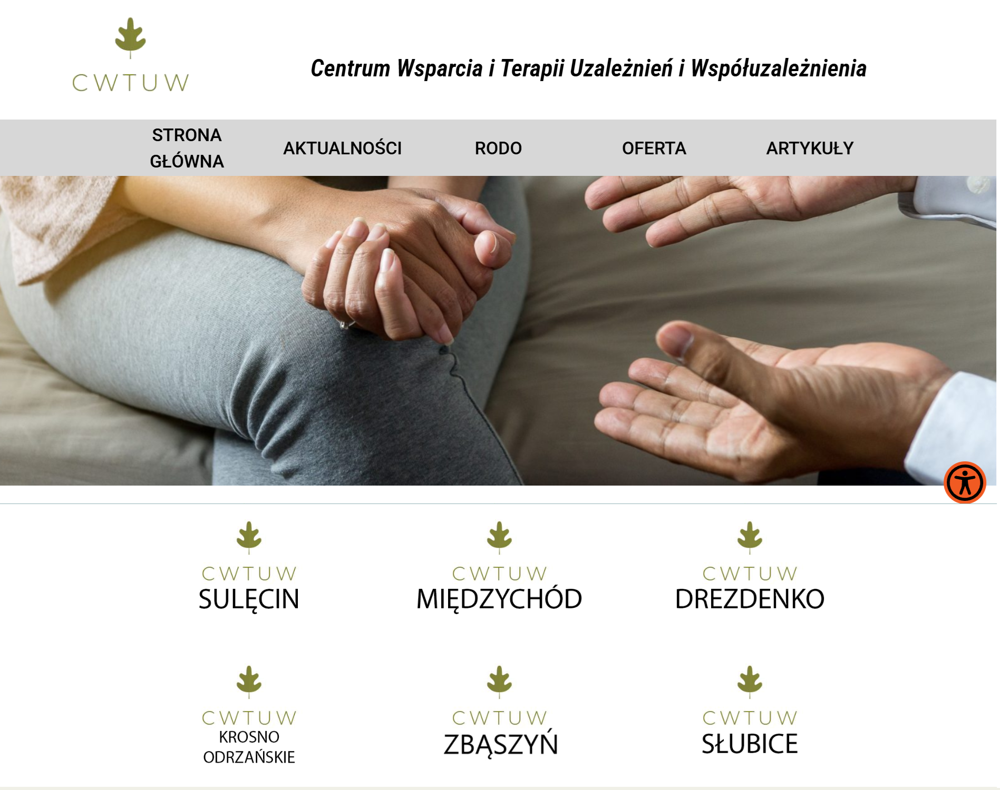 CWTUW
Centrum Wsparcia i Terapii Uzależnień i Współuzależnienia
STRONA
GŁÓWNA
AKTUALNOŚCI
RODO
OFERTA
ARTYKUŁY
CWTUW
SULĘCIN
CWTUW
MIĘDZYCHÓD
CWTUW
DREZDENKO
CWTUW
KROSNO
ODRZAŃSKIE
CWTUW
ZBĄSZYŃ
CWTUW
SŁUBICE